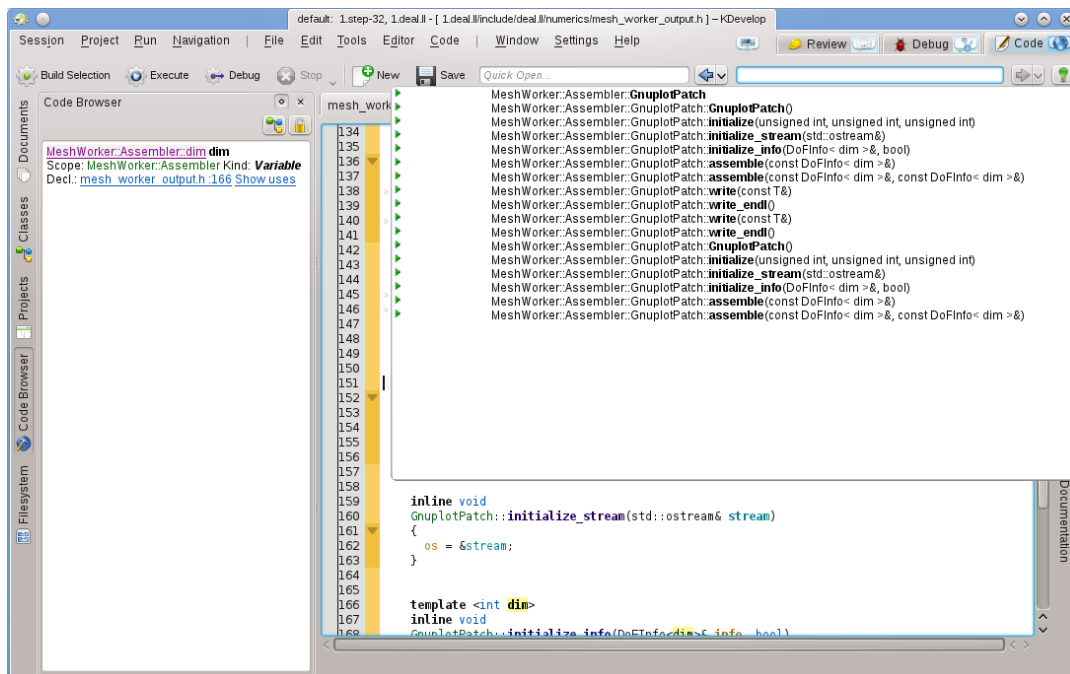 default: 1.step-32, 1.deal.II - [ 1.deal.II/include/deal.II/numerics/mesh_worker_output.h ] – KDevelop
Session Project Run Navigation | File Edit Tools Editor Code | Window Settings Help
Review Debug Code
Build Selection Execute Debug Stop New Save Quick Open...
Documents
Classes
Projects
Code Browser
Filesystem
Code Browser
MeshWorker::Assembler::dim dim
Scope: MeshWorker::Assembler Kind: Variable
Decl.: mesh_worker_output.h :166 Show uses
mesh_work
MeshWorker::Assembler::GnuplotPatch
MeshWorker::Assembler::GnuplotPatch::GnuplotPatch()
MeshWorker::Assembler::GnuplotPatch::initialize(unsigned int, unsigned int, unsigned int)
MeshWorker::Assembler::GnuplotPatch::initialize_stream(std::ostream&)
MeshWorker::Assembler::GnuplotPatch::initialize_info(DoFInfo< dim >&, bool)
MeshWorker::Assembler::GnuplotPatch::assemble(const DoFInfo< dim >&)
MeshWorker::Assembler::GnuplotPatch::assemble(const DoFInfo< dim >&, const DoFInfo< dim >&)
MeshWorker::Assembler::GnuplotPatch::write(const T&)
MeshWorker::Assembler::GnuplotPatch::write_endl()
MeshWorker::Assembler::GnuplotPatch::write(const T&)
MeshWorker::Assembler::GnuplotPatch::write_endl()
MeshWorker::Assembler::GnuplotPatch::GnuplotPatch()
MeshWorker::Assembler::GnuplotPatch::initialize(unsigned int, unsigned int, unsigned int)
MeshWorker::Assembler::GnuplotPatch::initialize_stream(std::ostream&)
MeshWorker::Assembler::GnuplotPatch::initialize_info(DoFInfo< dim >&, bool)
MeshWorker::Assembler::GnuplotPatch::assemble(const DoFInfo< dim >&)
MeshWorker::Assembler::GnuplotPatch::assemble(const DoFInfo< dim >&, const DoFInfo< dim >&)
134
135
136
137
138
139
140
141
142
143
144
145
146
147
148
149
150
151
152
153
154
155
156
157
158
159 inline void
160 GnuplotPatch::initialize_stream(std::ostream& stream)
161 {
162 os = &stream;
163 }
164
165
166 template <int dim>
167 inline void
168 GnuplotPatch::initialize_info(DoFInfo<dim>& info, bool)
Documentation